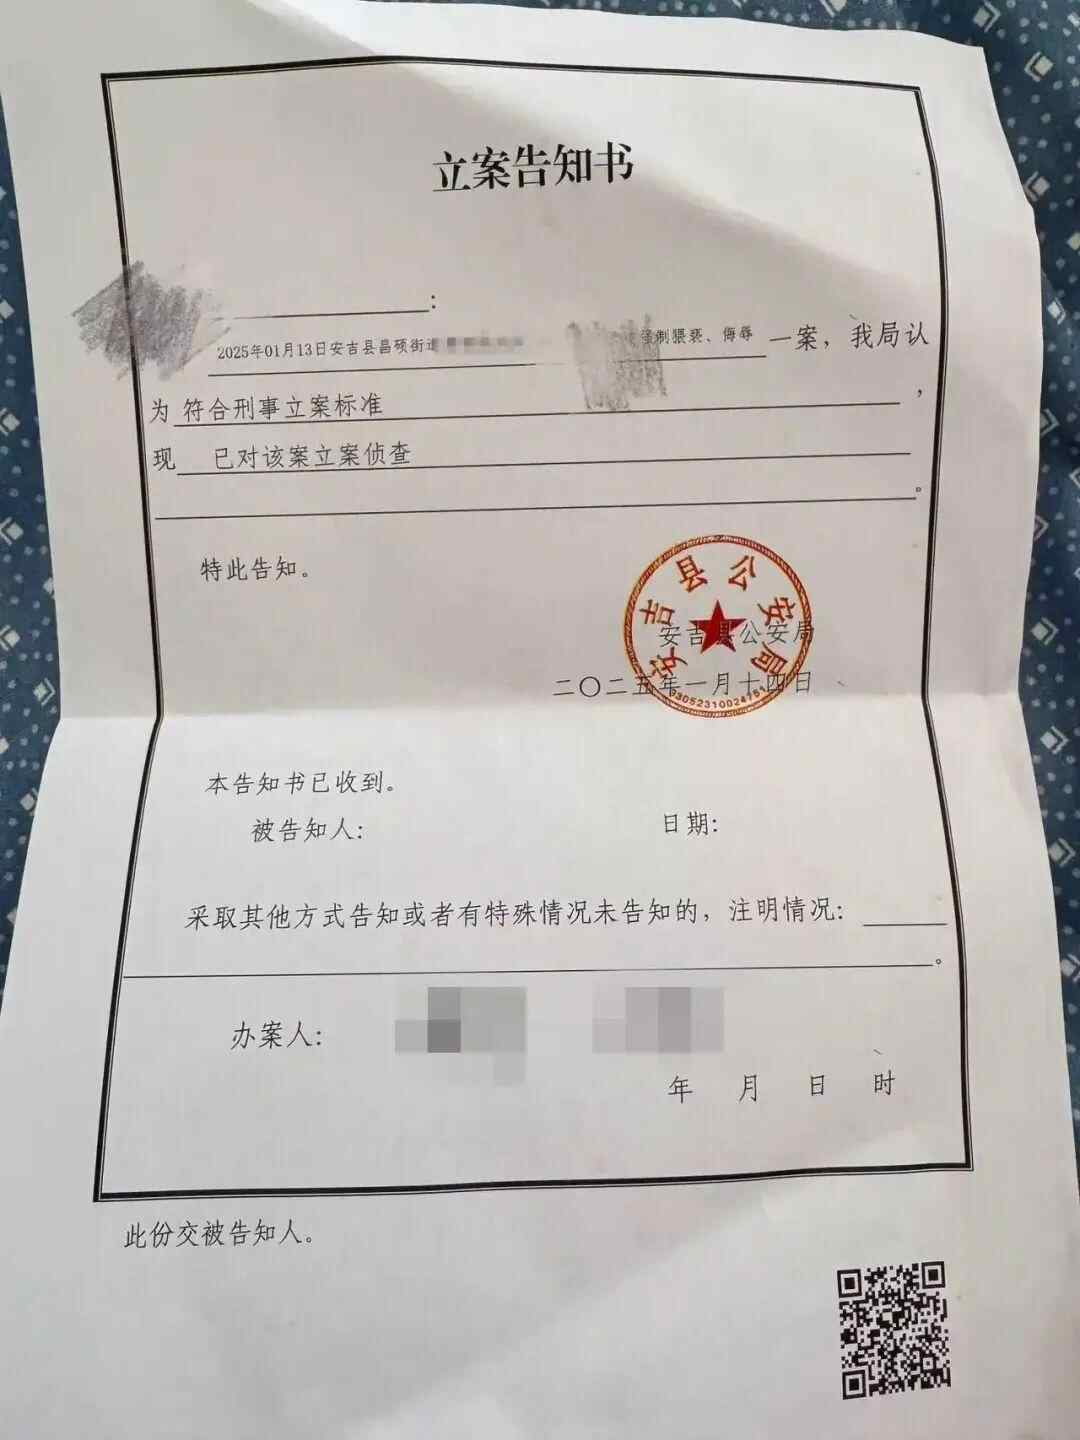 立案告知书
：
2025年01月13日安吉县昌硕街道 强制猥亵、侮辱 一案，我局认
为 符合刑事立案标准 ，
现 已对该案立案侦查
。
特此告知。
安吉县公安局
安吉县公安局
二〇二五年一月十四日
本告知书已收到。
被告知人： 日期：
采取其他方式告知或者有特殊情况未告知的，注明情况：
。
办案人：
年 月 日 时
此份交被告知人。